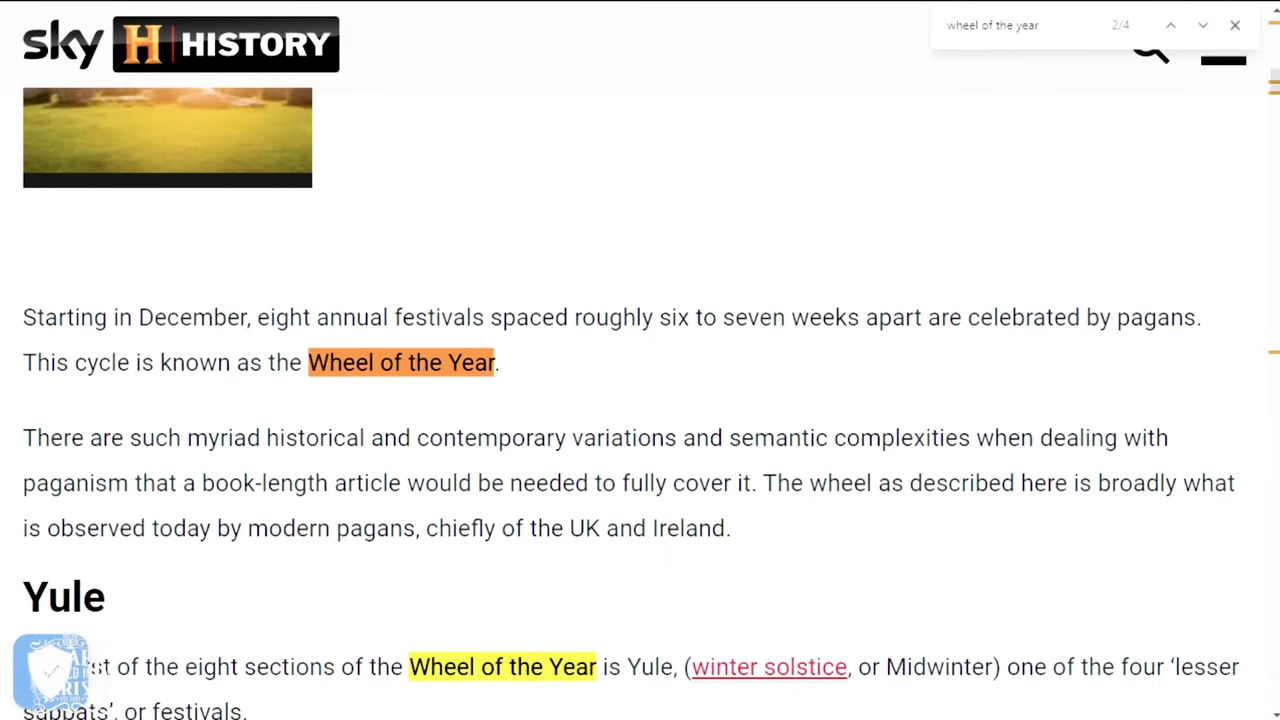 sky HISTORY
wheel of the year 2/4
Starting in December, eight annual festivals spaced roughly six to seven weeks apart are celebrated by pagans.
This cycle is known as the Wheel of the Year.
There are such myriad historical and contemporary variations and semantic complexities when dealing with
paganism that a book-length article would be needed to fully cover it. The wheel as described here is broadly what
is observed today by modern pagans, chiefly of the UK and Ireland.
Yule
of the eight sections of the Wheel of the Year is Yule, (winter solstice, or Midwinter) one of the four ‘lesser
sabbats’, or festivals.